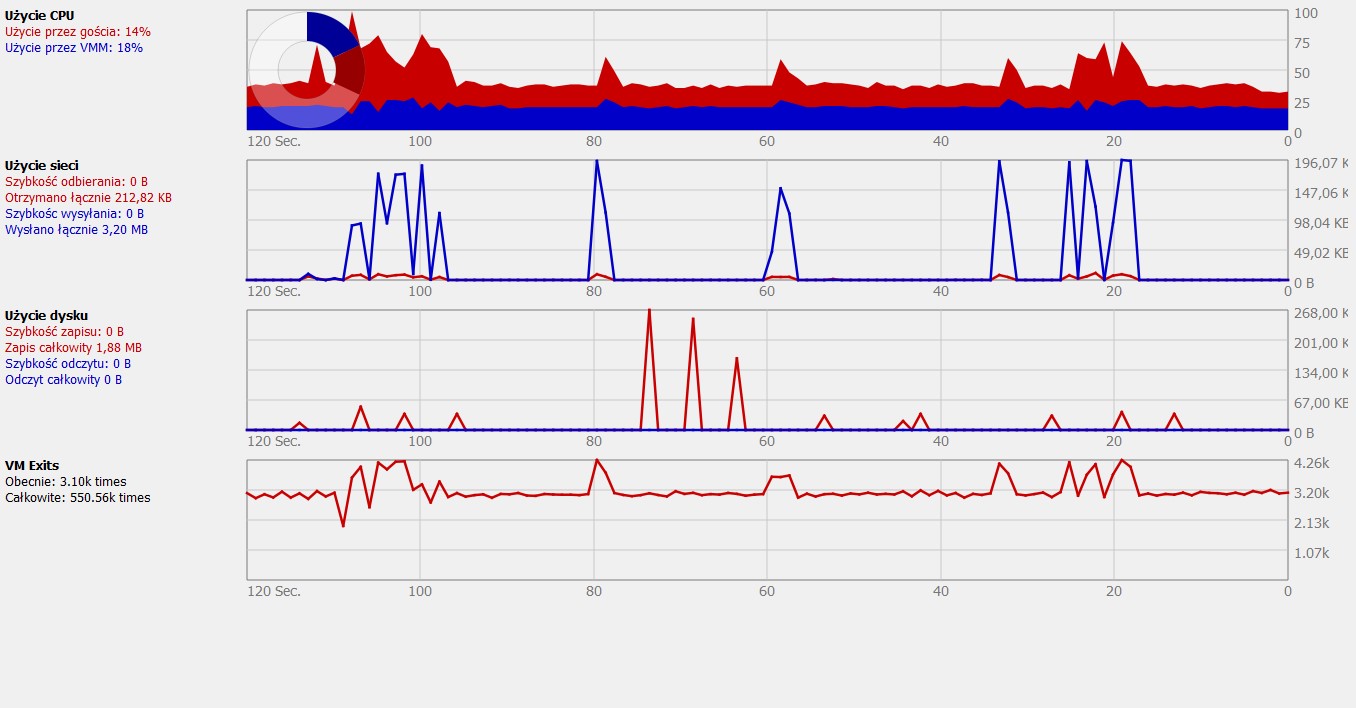 Użycie CPU
Użycie przez gościa: 14%
Użycie przez VMM: 18%
100
75
50
25
0
120 Sec.
100
80
60
40
20
0
Użycie sieci
Szybkość odbierania: 0 B
Otrzymano łącznie 212,82 KB
Szybkośc wysyłania: 0 B
Wysłano łącznie 3,20 MB
196,07 K
147,06 K
98,04 KB
49,02 KB
0 B
120 Sec.
100
80
60
40
20
0
Użycie dysku
Szybkość zapisu: 0 B
Zapis całkowity 1,88 MB
Szybkość odczytu: 0 B
Odczyt całkowity 0 B
268,00 K
201,00 K
134,00 K
67,00 KB
0 B
120 Sec.
100
80
60
40
20
0
VM Exits
Obecnie: 3.10k times
Całkowite: 550.56k times
4.26k
3.20k
2.13k
1.07k
120 Sec.
100
80
60
40
20
0